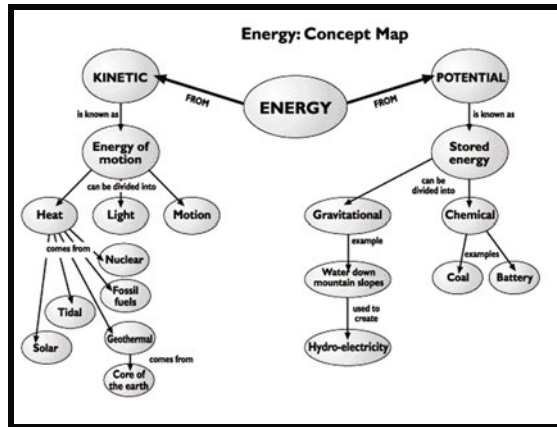 Energy: Concept Map
KINETIC
POTENTIAL
FROM
ENERGY
FROM
is known as
is known as
Energy of
motion
Stored
energy
can be divided into
can be
divided into
Heat
Light
Motion
Gravitational
Chemical
comes from
example
examples
Nuclear
Water down
mountain slopes
Coal
Battery
Fossil
fuels
Tidal
used to
create
Solar
Geothermal
comes from
Hydro-electricity
Core of
the earth